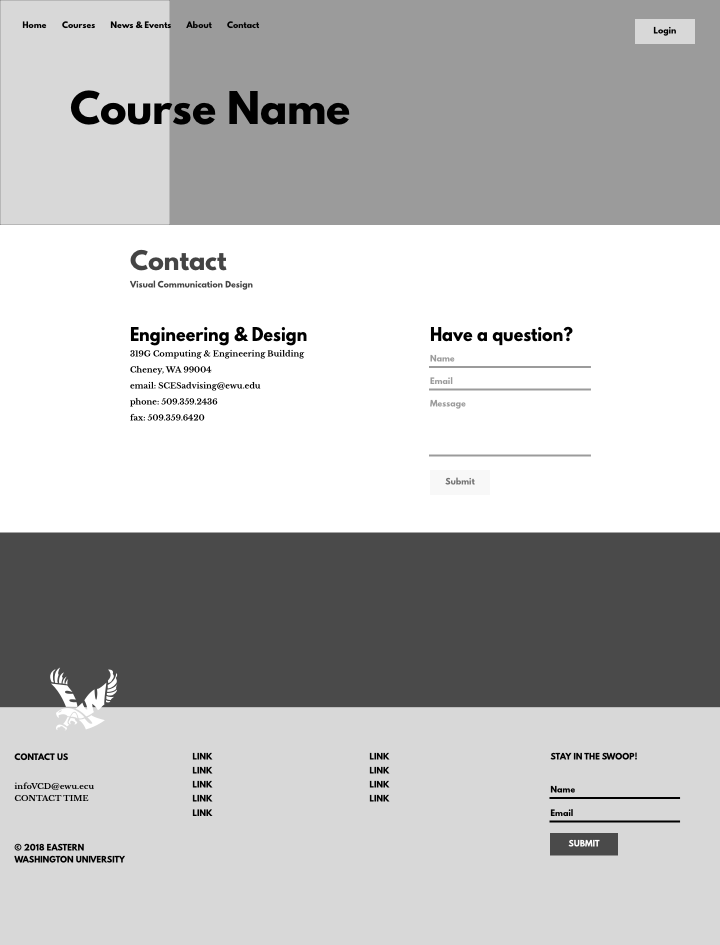 Home Courses News & Events About Contact
Login
Course Name
Contact
Visual Communication Design
Engineering & Design
319G Computing & Engineering Building
Cheney, WA 99004
email: SCESadvising@ewu.edu
phone: 509.359.2436
fax: 509.359.6420
Have a question?
Name
Email
Message
Submit
CONTACT US
infoVCD@ewu.ecu
CONTACT TIME
© 2018 EASTERN
WASHINGTON UNIVERSITY
LINK
LINK
LINK
LINK
LINK
LINK
LINK
LINK
LINK
STAY IN THE SWOOP!
Name
Email
SUBMIT